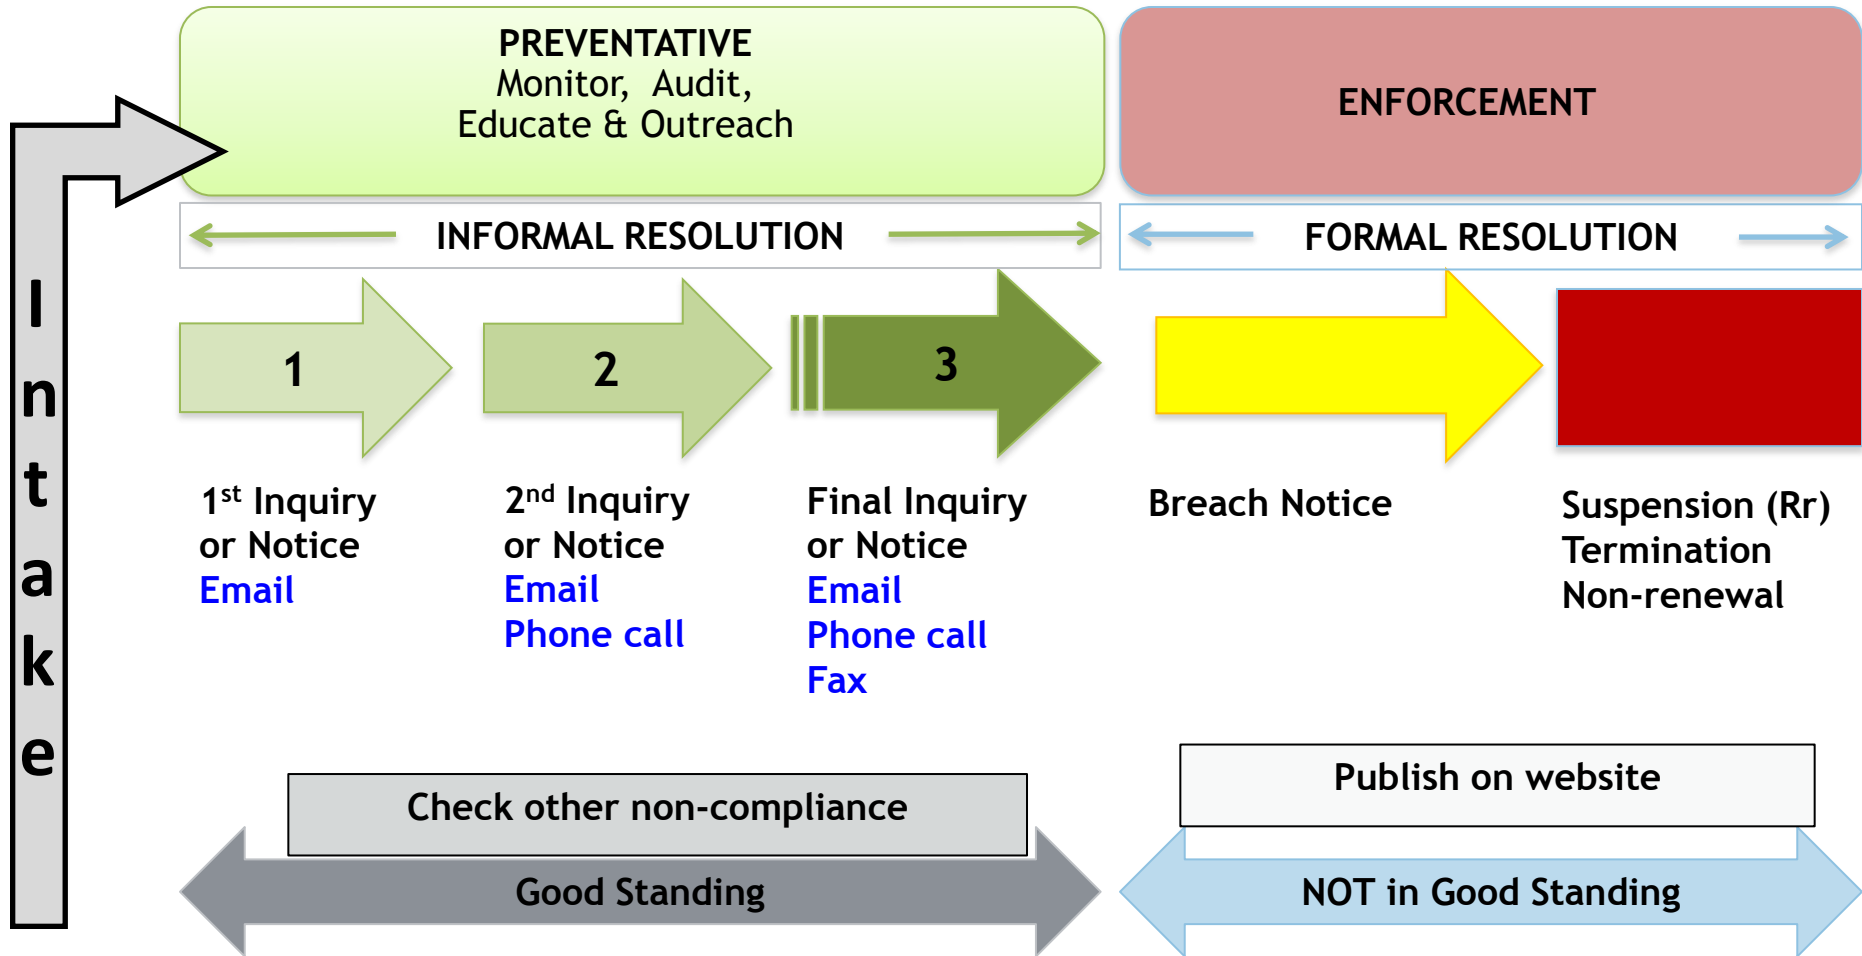 Intake
PREVENTATIVE
Monitor, Audit,
Educate & Outreach
ENFORCEMENT
INFORMAL RESOLUTION
FORMAL RESOLUTION
1
2
3
1st Inquiry
or Notice
Email
2nd Inquiry
or Notice
Email
Phone call
Final Inquiry
or Notice
Email
Phone call
Fax
Breach Notice
Suspension (Rr)
Termination
Non-renewal
Check other non-compliance
Good Standing
Publish on website
NOT in Good Standing